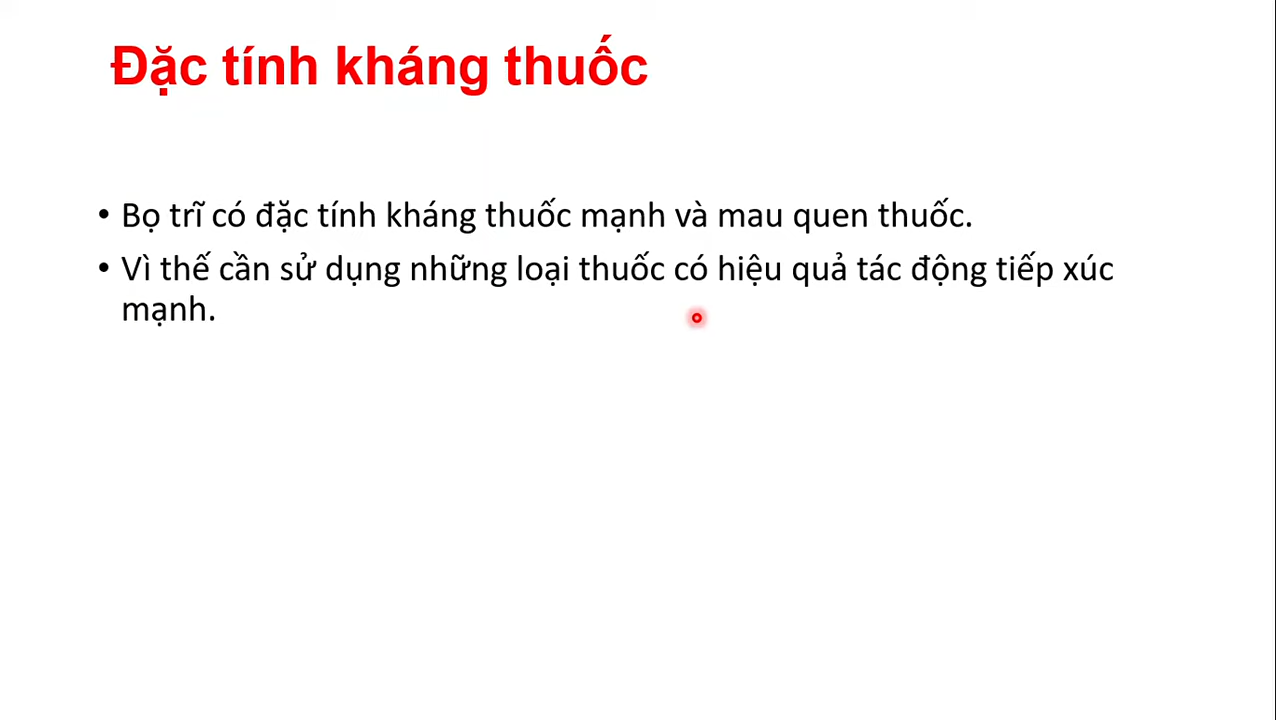 Đặc tính kháng thuốc
• Bọ trĩ có đặc tính kháng thuốc mạnh và mau quen thuốc.
• Vì thế cần sử dụng những loại thuốc có hiệu quả tác động tiếp xúc
mạnh.